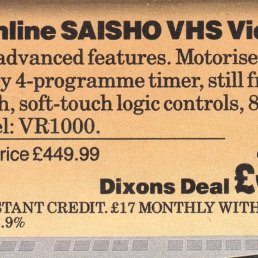 nline SAISHO VHS Vi
advanced features. Motorise
y 4-programme timer, still fr
h, soft-touch logic controls, 8
el: VR1000.
rice £449.99
Dixons Deal £
STANT CREDIT. £17 MONTHLY WITH
.9%